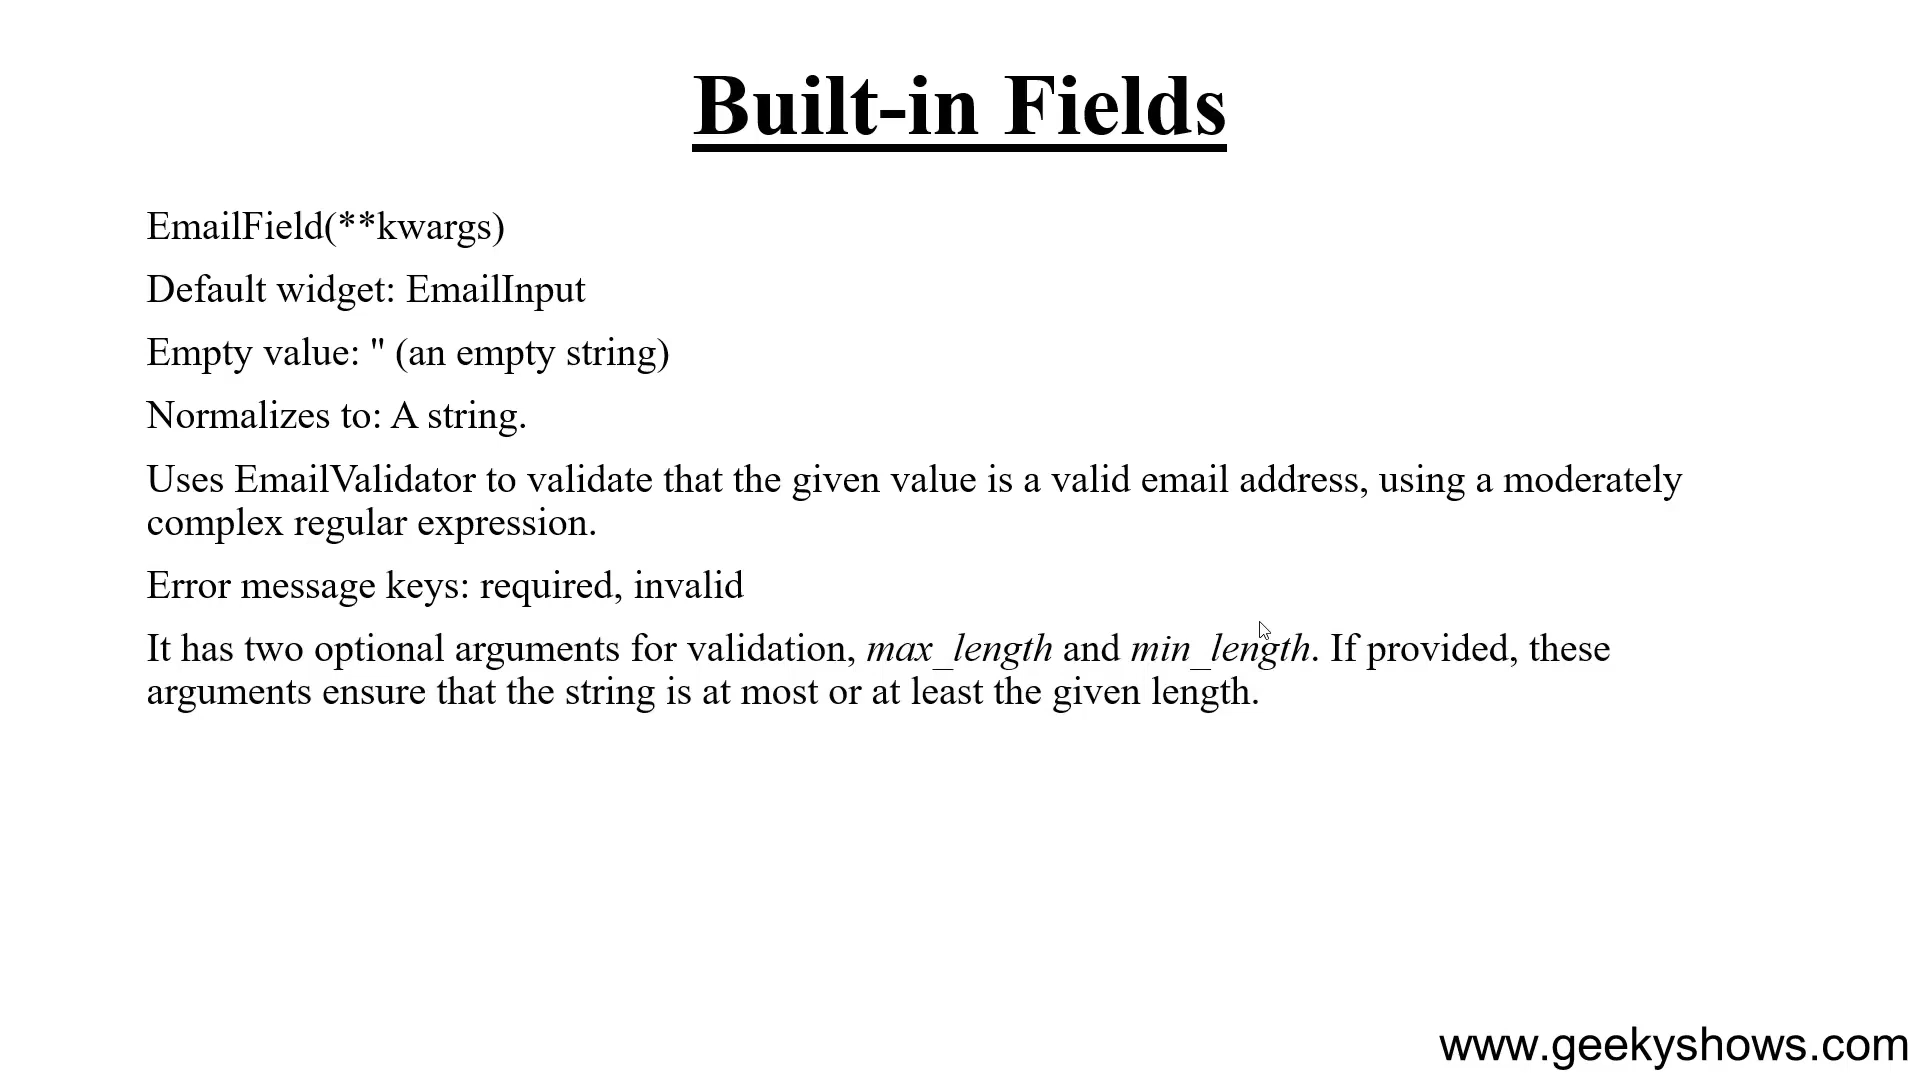 Built-in Fields
EmailField(**kwargs)
Default widget: EmailInput
Empty value: '' (an empty string)
Normalizes to: A string.
Uses EmailValidator to validate that the given value is a valid email address, using a moderately
complex regular expression.
Error message keys: required, invalid
It has two optional arguments for validation, max_length and min_length. If provided, these
arguments ensure that the string is at most or at least the given length.
www.geekyshows.com